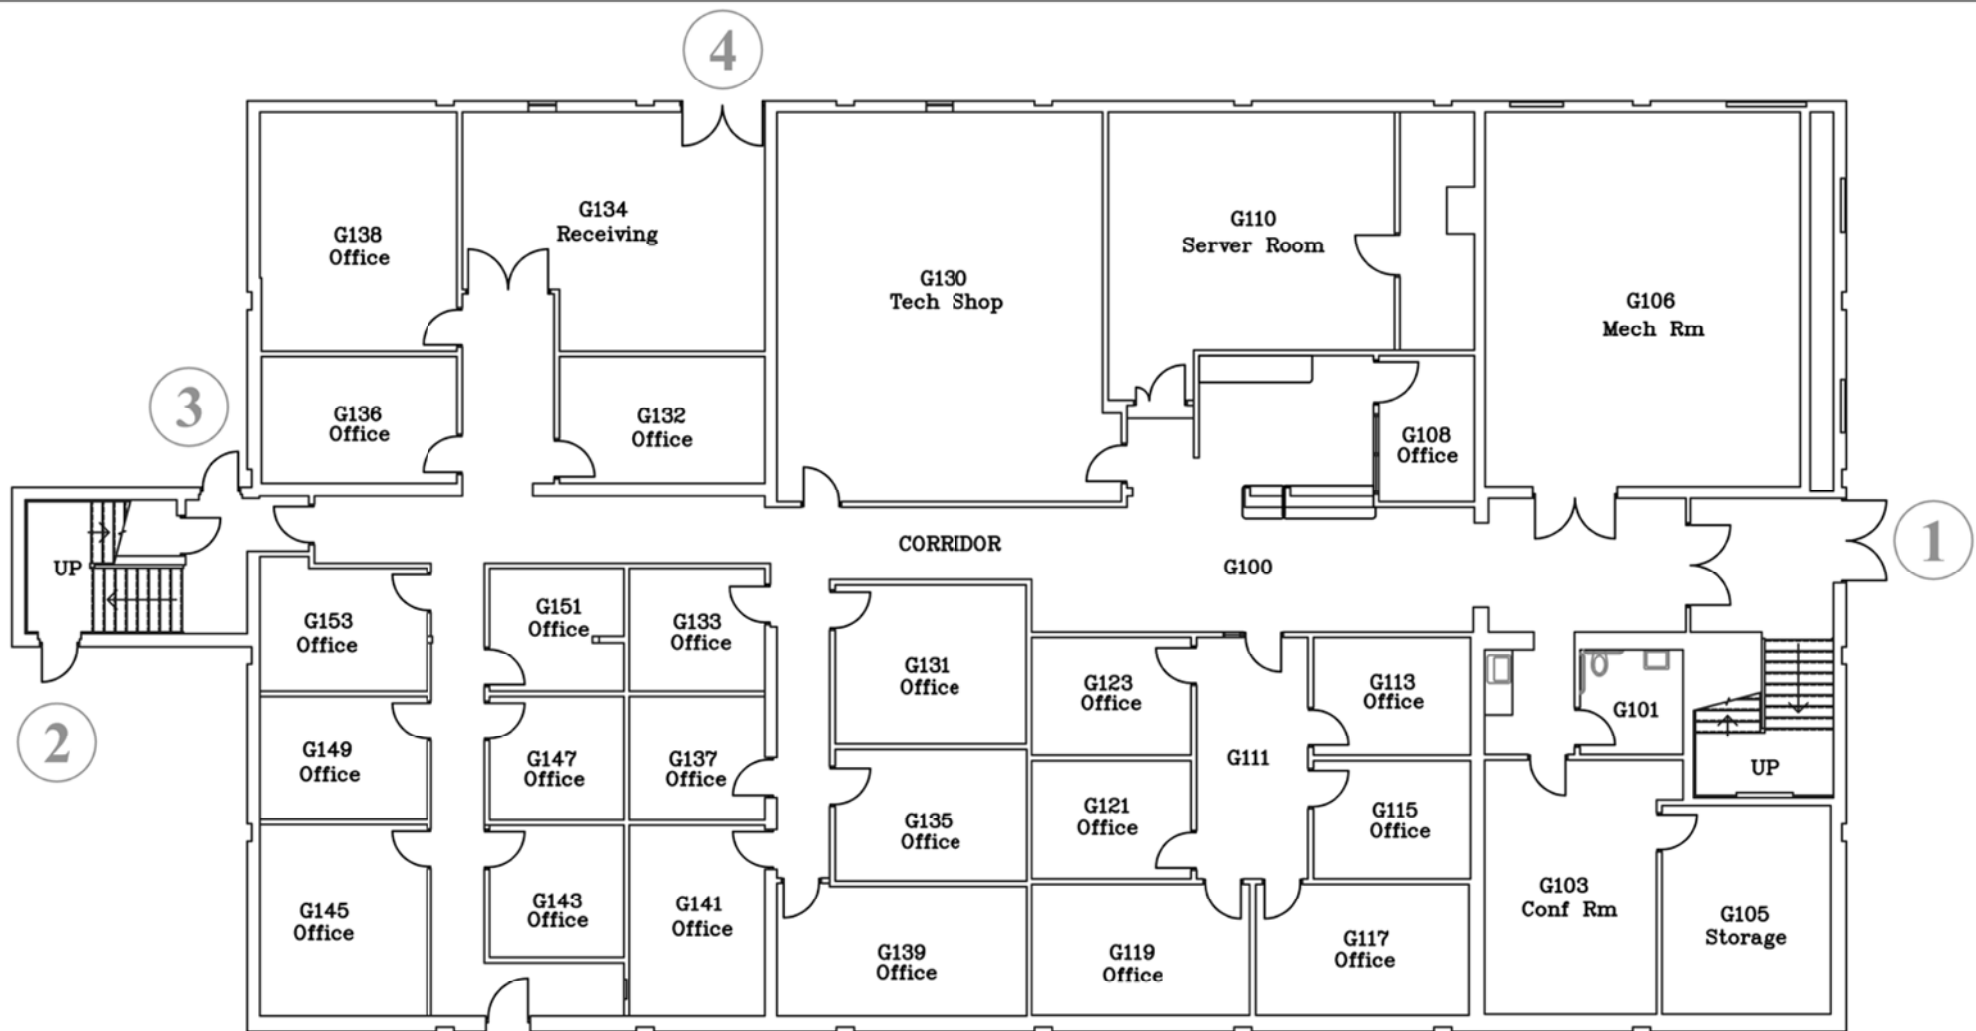 4
G138
Office
G134
Receiving
G130
Tech Shop
G110
Server Room
G106
Mech Rm
3
G136
Office
G132
Office
G108
Office
UP
CORRIDOR
G100
1
G153
Office
G151
Office
G133
Office
G131
Office
G123
Office
G113
Office
G101
2
G149
Office
G147
Office
G137
Office
G111
UP
G135
Office
G121
Office
G115
Office
G145
Office
G143
Office
G141
Office
G139
Office
G119
Office
G117
Office
G103
Conf Rm
G105
Storage